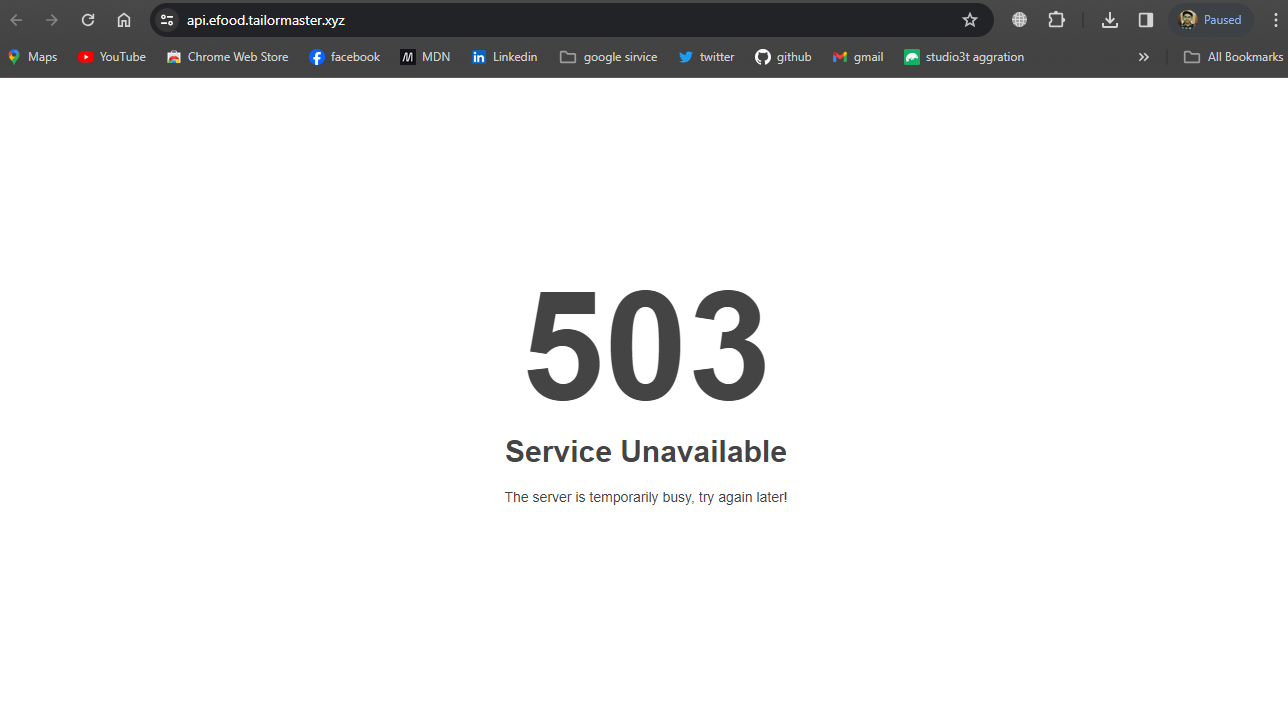 api.efood.tailormaster.xyz
Paused
Maps YouTube Chrome Web Store facebook MDN Linkedin google sirvice twitter github gmail studio3t aggration All Bookmarks
503
Service Unavailable
The server is temporarily busy, try again later!